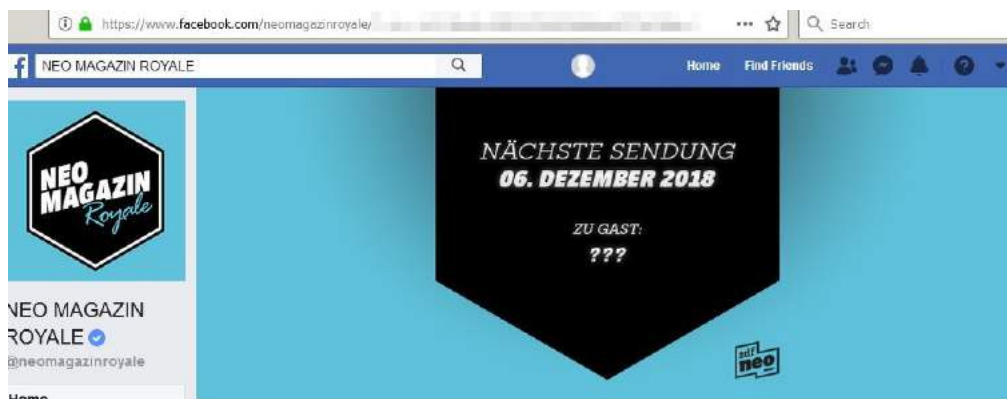 https://www.facebook.com/neomagazinroyale/
Search
f
NEO MAGAZIN ROYALE
Home
Find Friends
NEO
MAGAZIN
Royale
NÄCHSTE SENDUNG
06. DEZEMBER 2018
ZU GAST:
???
zdf
neo
NEO MAGAZIN
ROYALE
@neomagazinroyale
Home